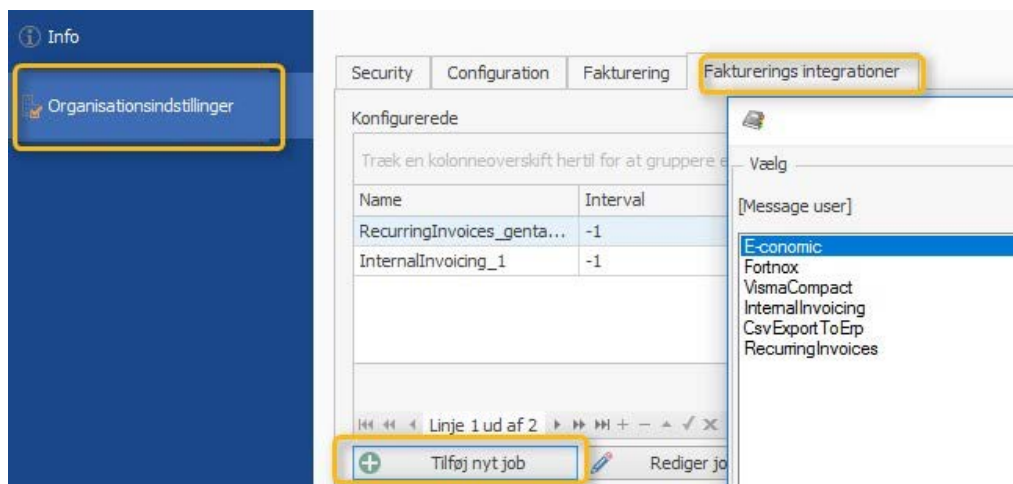 Info
Organisationsindstillinger
Security Configuration Fakturering Fakturerings integrationer
Konfigurerede
Træk en kolonneoverskift hertil for at gruppere
Name Interval
RecurringInvoices_genta... -1
InternalInvoicing_1 -1
Linje 1 ud af 2
Tilføj nyt job Rediger jo
Vælg
[Message user]
E-conomic
Fortnox
VismaCompact
InternalInvoicing
CsvExportToErp
RecurringInvoices